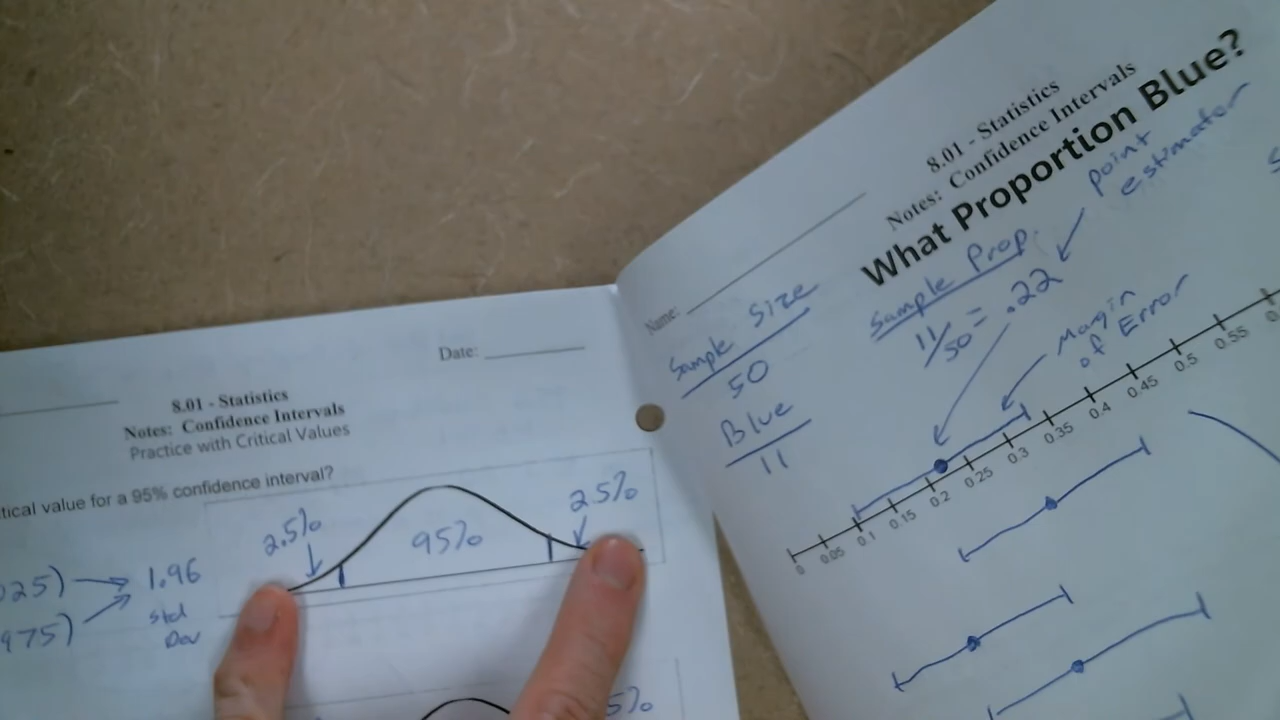 Date:
8.01 - Statistics
Notes: Confidence Intervals
Practice with Critical Values
tical value for a 95% confidence interval?
2.5%
95%
2.5%
025)
1.96
975)
Std
Dev
5%
8.01 - Statistics
Notes: Confidence Intervals
What Proportion Blue?
Name:
point
estimator
Sample Size
50
Blue
11
Sample Prop.
11/50 = .22
Margin
of Error
0 0.05 0.1 0.15 0.2 0.25 0.3 0.35 0.4 0.45 0.5 0.55